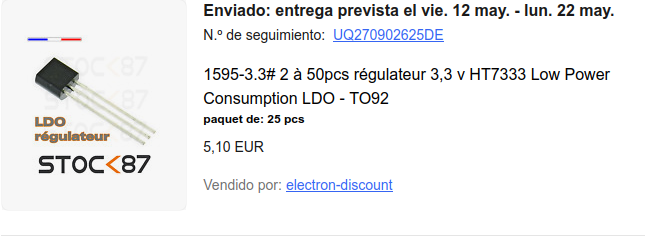 Enviado: entrega prevista el vie. 12 may. - lun. 22 may.
N.º de seguimiento: UQ270902625DE
1595-3.3# 2 à 50pcs régulateur 3,3 v HT7333 Low Power
Consumption LDO - TO92
paquet de: 25 pcs
5,10 EUR
Vendido por: electron-discount
STOC<87
LDO
régulateur
STOC<87